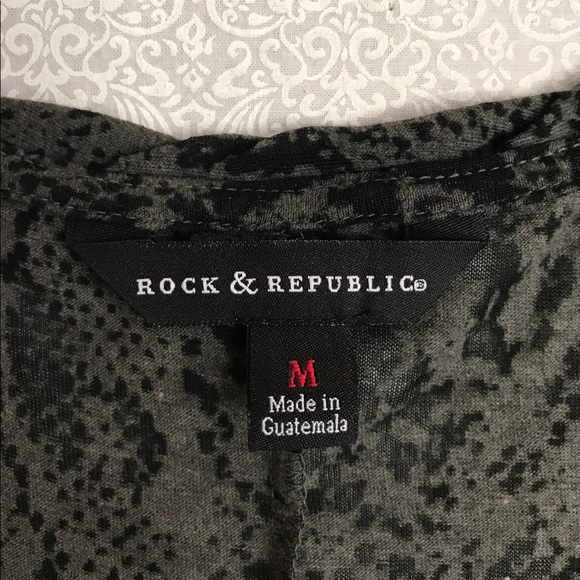 ROCK & REPUBLIC®
M
Made in
Guatemala